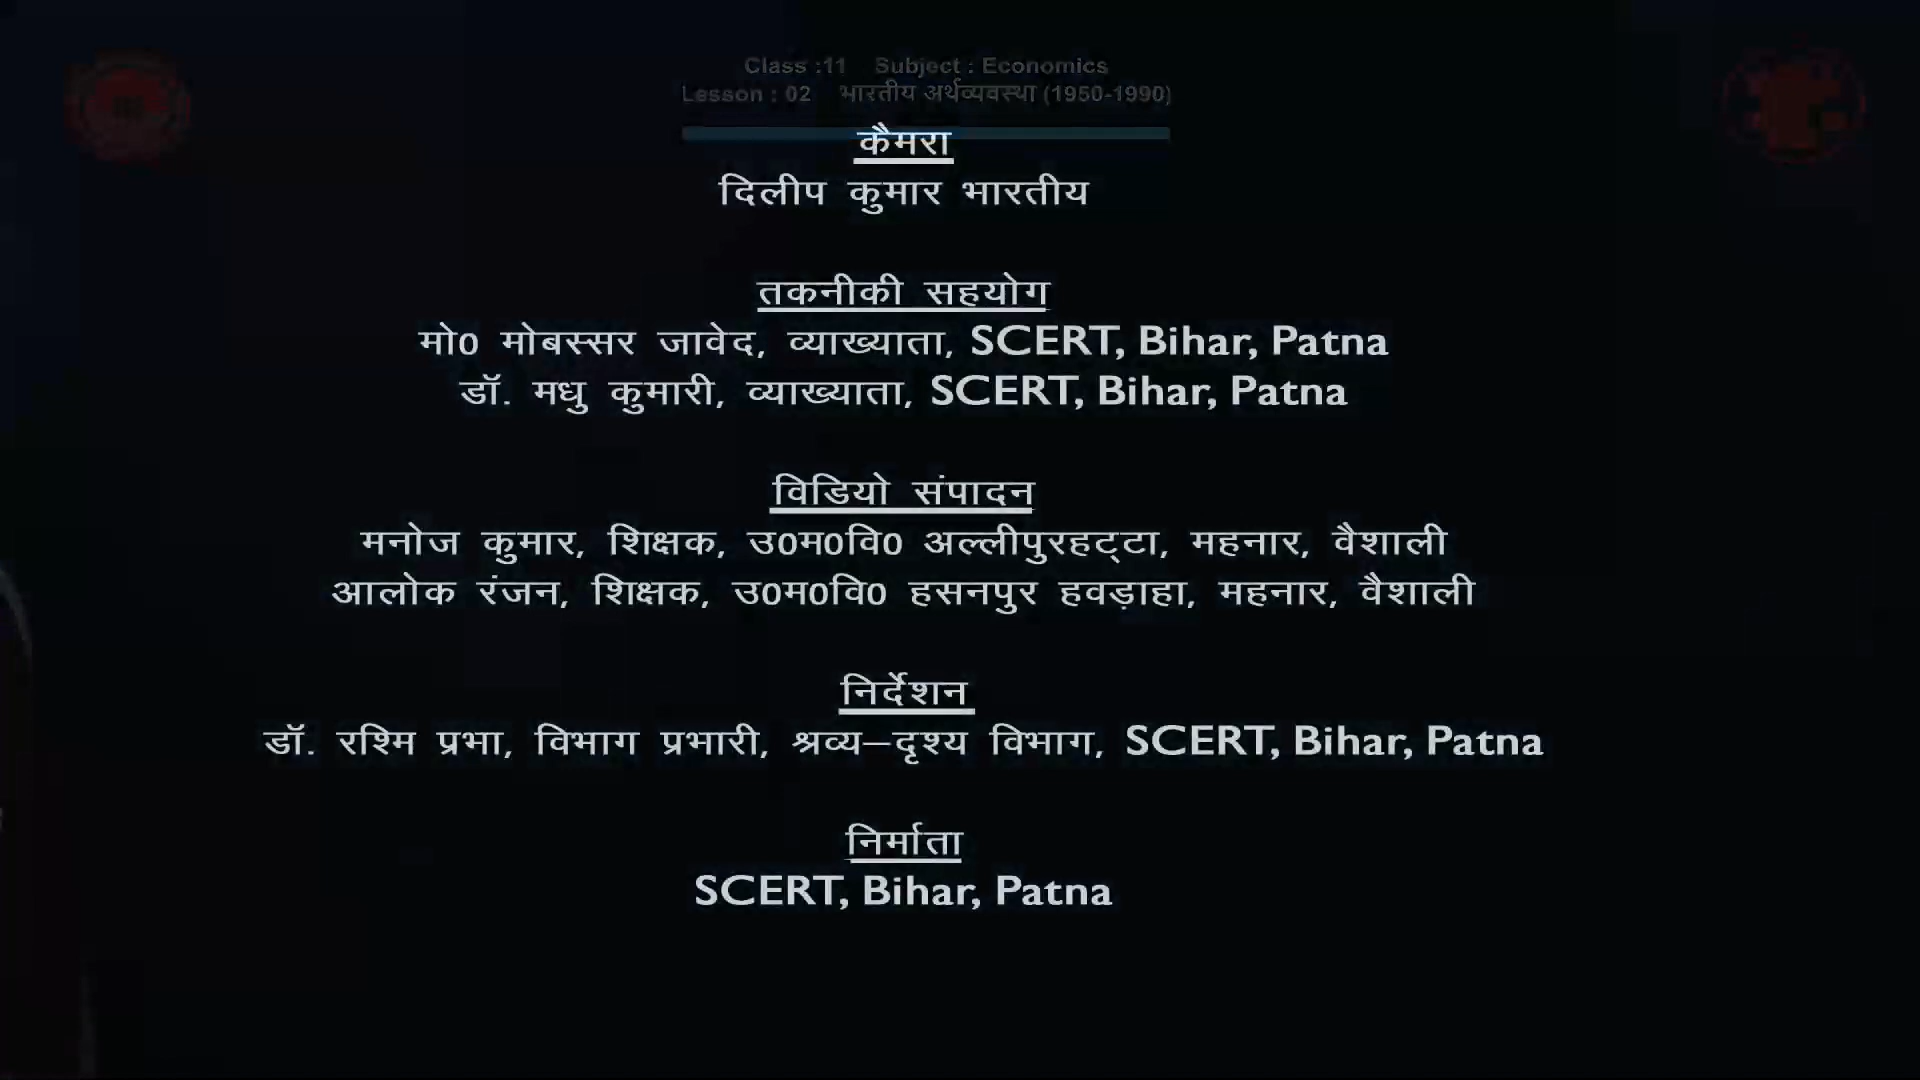 Class :11 Subject : Economics
Lesson : 02 भारतीय अर्थव्यवस्था (1950-1990)
कैमरा
दिलीप कुमार भारतीय
तकनीकी सहयोग
मो0 मोबस्सर जावेद, व्याख्याता, SCERT, Bihar, Patna
डॉ. मधु कुमारी, व्याख्याता, SCERT, Bihar, Patna
विडियो संपादन
मनोज कुमार, शिक्षक, उ0म0वि0 अल्लीपुरहट्टा, महनार, वैशाली
आलोक रंजन, शिक्षक, उ0म0वि0 हसनपुर हवड़ाहा, महनार, वैशाली
निर्देशन
डॉ. रश्मि प्रभा, विभाग प्रभारी, श्रव्य–दृश्य विभाग, SCERT, Bihar, Patna
निर्माता
SCERT, Bihar, Patna